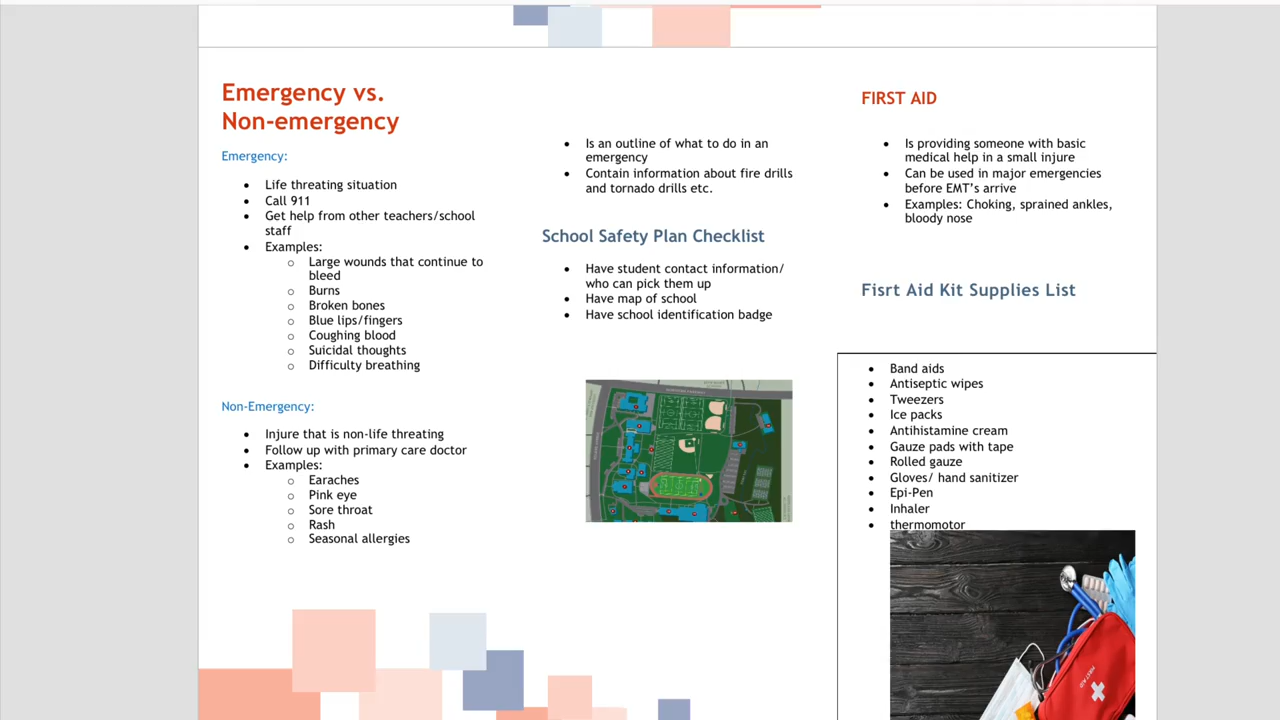 Emergency vs.
Non-emergency
Emergency:
• Life threating situation
• Call 911
• Get help from other teachers/school
staff
• Examples:
o Large wounds that continue to
bleed
o Burns
o Broken bones
o Blue lips/fingers
o Coughing blood
o Suicidal thoughts
o Difficulty breathing
Non-Emergency:
• Injure that is non-life threating
• Follow up with primary care doctor
• Examples:
o Earaches
o Pink eye
o Sore throat
o Rash
o Seasonal allergies
• Is an outline of what to do in an
emergency
• Contain information about fire drills
and tornado drills etc.
School Safety Plan Checklist
• Have student contact information/
who can pick them up
• Have map of school
• Have school identification badge
FIRST AID
• Is providing someone with basic
medical help in a small injure
• Can be used in major emergencies
before EMT’s arrive
• Examples: Choking, sprained ankles,
bloody nose
Fisrt Aid Kit Supplies List
• Band aids
• Antiseptic wipes
• Tweezers
• Ice packs
• Antihistamine cream
• Gauze pads with tape
• Rolled gauze
• Gloves/ hand sanitizer
• Epi-Pen
• Inhaler
• thermomotor
FIRST AID